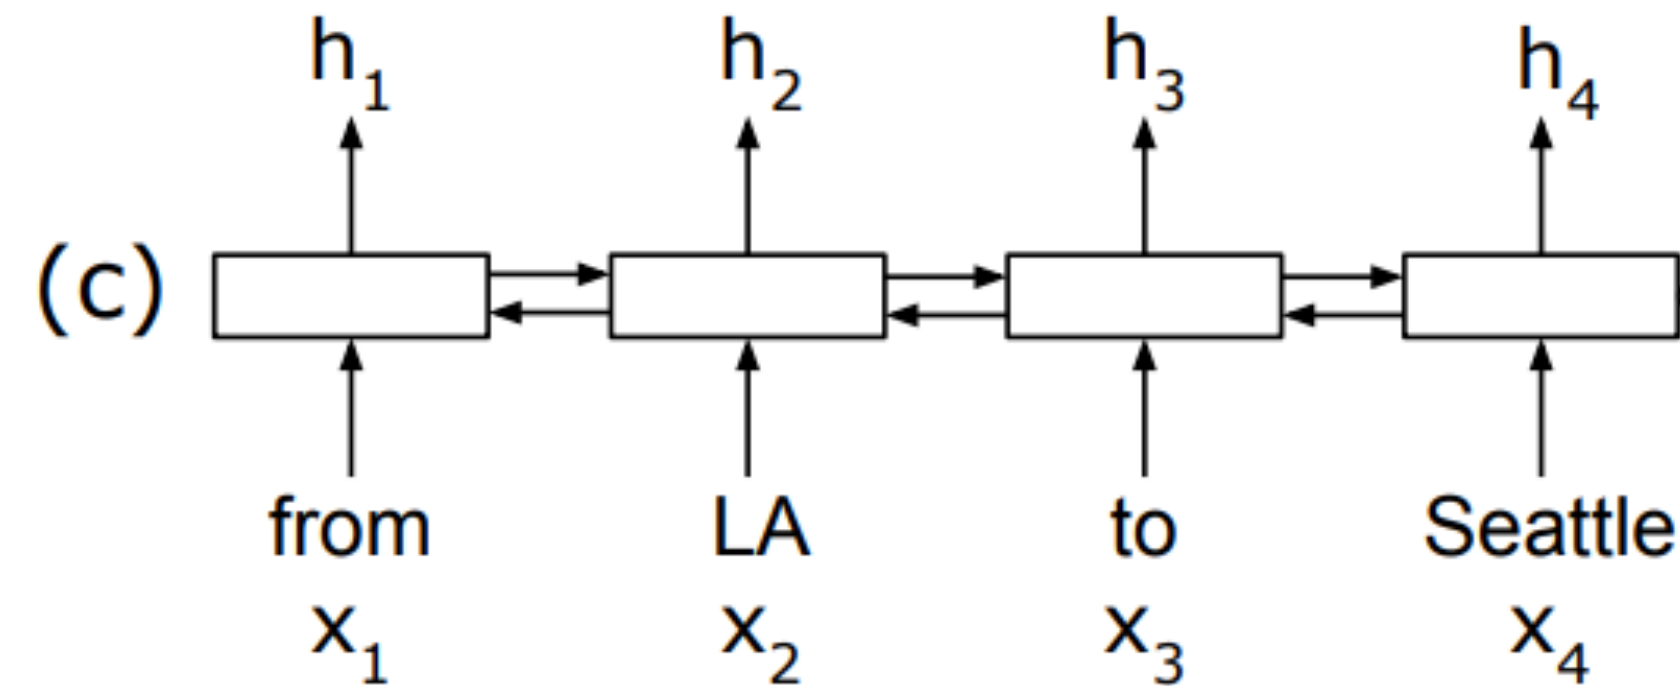 h₁ h₂ h₃ h₄
(c)
from LA to Seattle
x₁ x₂ x₃ x₄